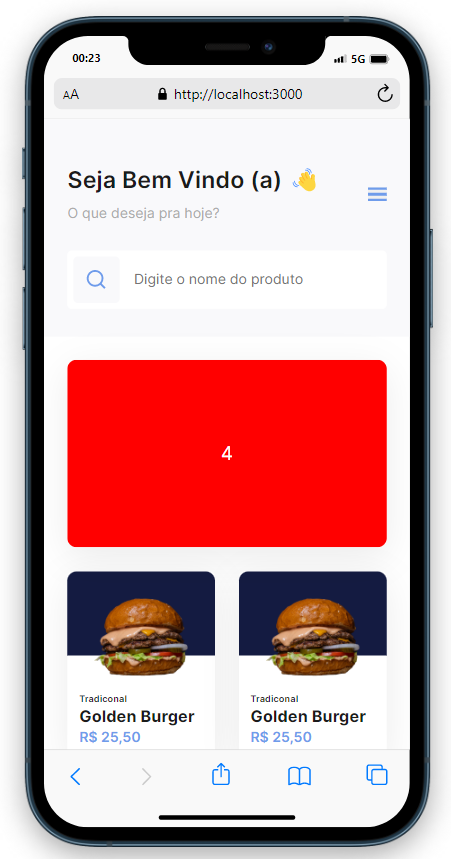 00:23
5G
AA
http://localhost:3000
Seja Bem Vindo (a) 👋
O que deseja pra hoje?
Digite o nome do produto
4
Tradiconal
Golden Burger
R$ 25,50
Tradiconal
Golden Burger
R$ 25,50